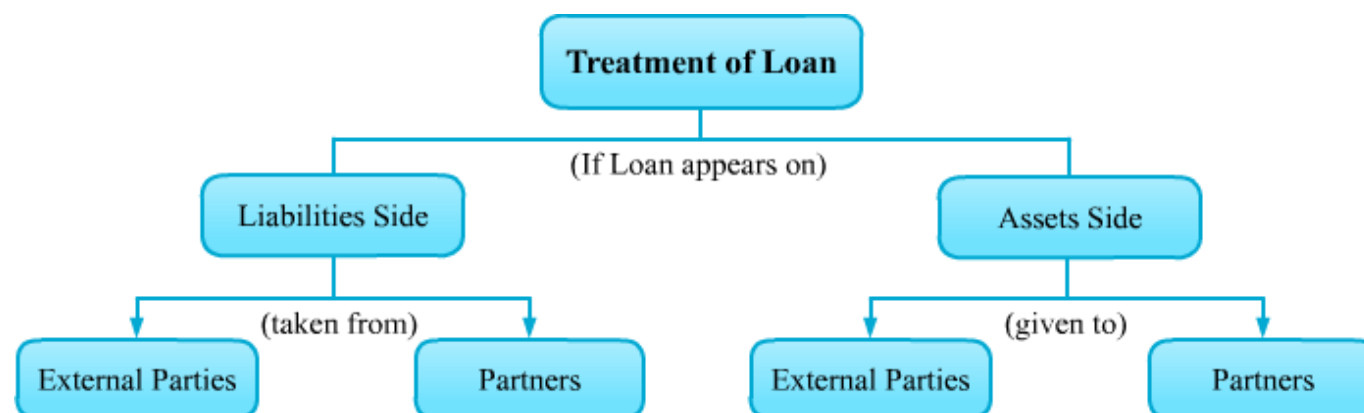 Treatment of Loan
(If Loan appears on)
Liabilities Side
Assets Side
(taken from)
(given to)
External Parties
Partners
External Parties
Partners